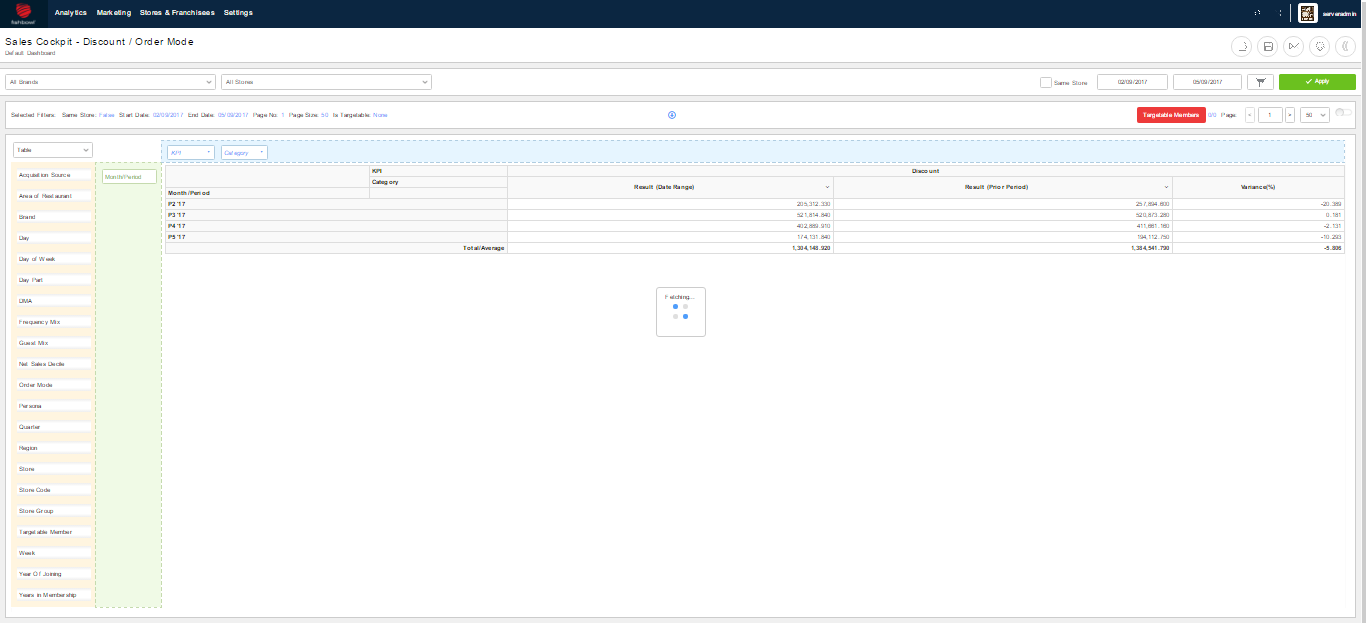 fishbowl
Analytics Marketing Stores & Franchisees Settings
serveradmin
Sales Cockpit - Discount / Order Mode
Default Dashboard
All Brands All Stores Same Store 02/09/2017 05/09/2017 Apply
Selected Filters: Same Store: False Start Date: 02/09/2017 End Date: 05/09/2017 Page No: 1 Page Size: 50 Is Targetable: None
Targetable Members 0/0 Page: < 1 > 50
Table
KPI Category
Acquisition Source
Area of Restaurant
Brand
Day
Day of Week
Day Part
DMA
Frequency Mix
Guest Mix
Net Sales Decile
Order Mode
Persona
Quarter
Region
Store
Store Code
Store Group
Targetable Member
Week
Year Of Joining
Years in Membership
Month/Period
KPI Discount
Category
Result (Date Range) Result (Prior Period) Variance(%)
Month/Period
P2 '17 205,312.330 257,894.600 -20.389
P3 '17 521,814.840 520,873.280 0.181
P4 '17 402,889.910 411,661.160 -2.131
P5 '17 174,131.840 194,112.750 -10.293
Total/Average 1,304,148.920 1,384,541.790 -5.806
Fetching...